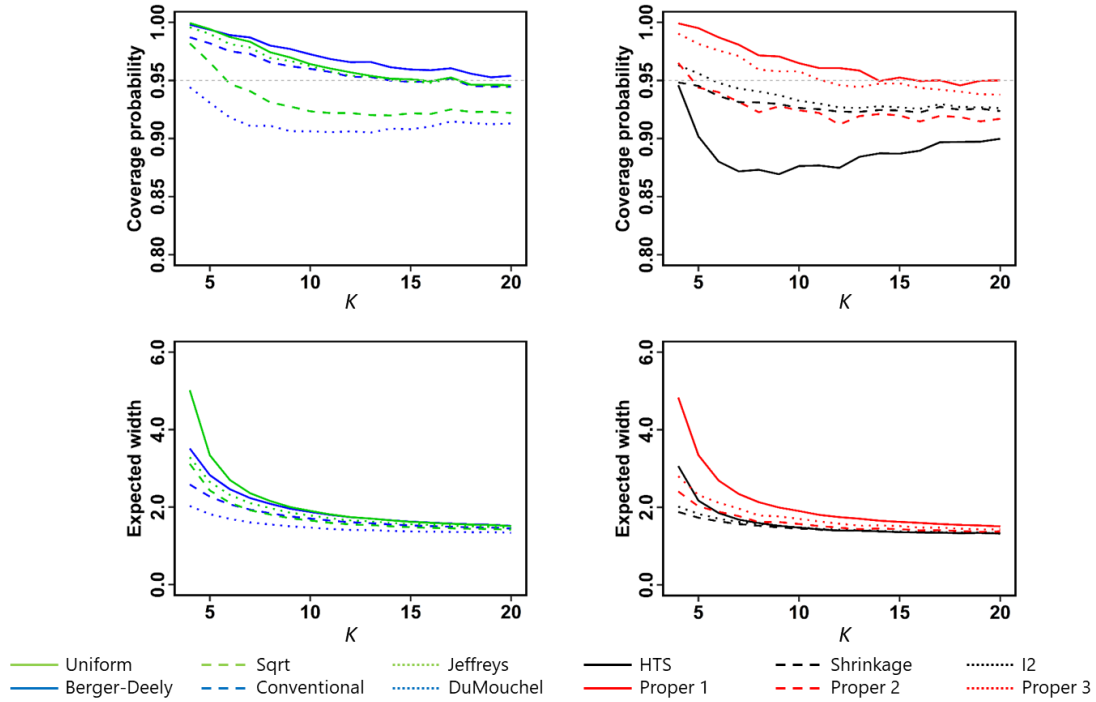 Coverage probability
1.00
0.95
0.90
0.85
0.80
5 10 15 20
K
Coverage probability
1.00
0.95
0.90
0.85
0.80
5 10 15 20
K
Expected width
6.0
4.0
2.0
0.0
5 10 15 20
K
Expected width
6.0
4.0
2.0
0.0
5 10 15 20
K
Uniform Sqrt Jeffreys HTS Shrinkage I2
Berger-Deely Conventional DuMouchel Proper 1 Proper 2 Proper 3